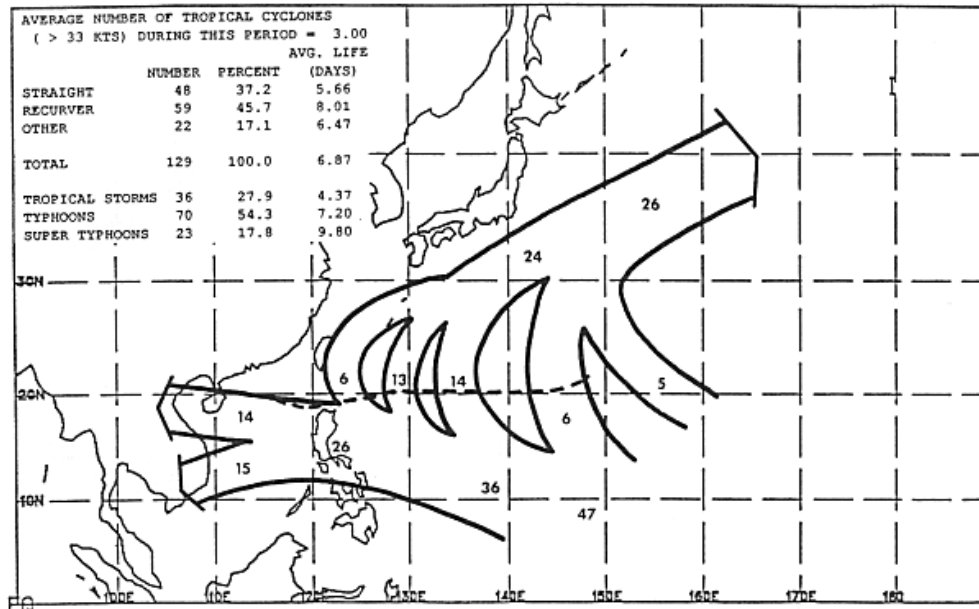 AVERAGE NUMBER OF TROPICAL CYCLONES
( > 33 KTS) DURING THIS PERIOD = 3.00
AVG. LIFE
NUMBER PERCENT (DAYS)
STRAIGHT 48 37.2 5.66
RECURVER 59 45.7 8.01
OTHER 22 17.1 6.47
TOTAL 129 100.0 6.87
TROPICAL STORMS 36 27.9 4.37
TYPHOONS 70 54.3 7.20
SUPER TYPHOONS 23 17.8 9.80
26
24
30N
6 13 14 5
20N
14 6
26
15
36
10N
47
EQ 100E 110E 120E 130E 140E 150E 160E 170E 180